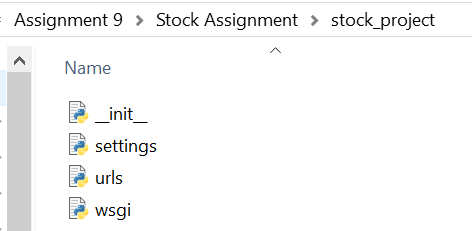 Assignment 9 > Stock Assignment > stock_project
Name
__init__
settings
urls
wsgi